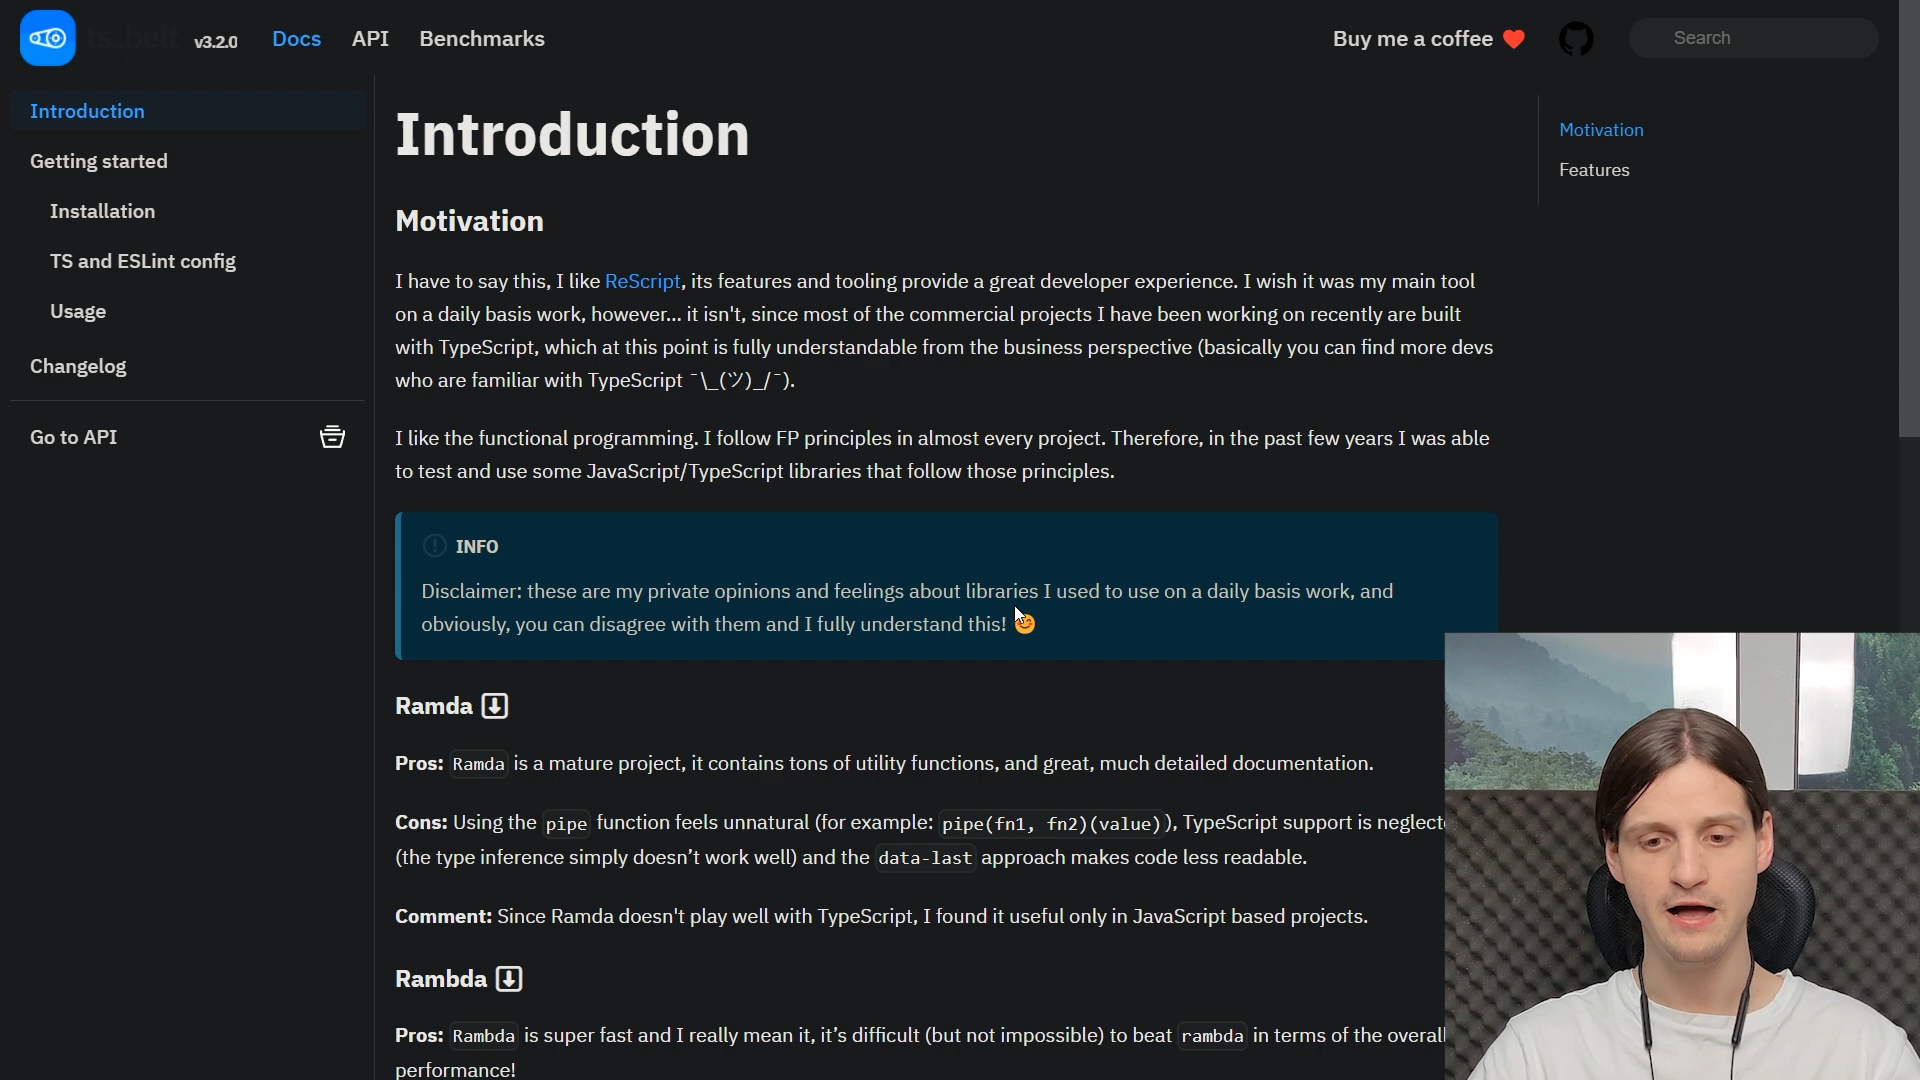 ts_belt v3.2.0 Docs API Benchmarks Buy me a coffee ❤️ Search
Introduction
Getting started
Installation
TS and ESLint config
Usage
Changelog
Go to API
Introduction
Motivation
I have to say this, I like ReScript, its features and tooling provide a great developer experience. I wish it was my main tool
on a daily basis work, however... it isn't, since most of the commercial projects I have been working on recently are built
with TypeScript, which at this point is fully understandable from the business perspective (basically you can find more devs
who are familiar with TypeScript ¯\_(ツ)_/¯).
I like the functional programming. I follow FP principles in almost every project. Therefore, in the past few years I was able
to test and use some JavaScript/TypeScript libraries that follow those principles.
INFO
Disclaimer: these are my private opinions and feelings about libraries I used to use on a daily basis work, and
obviously, you can disagree with them and I fully understand this! 😊
Ramda
Pros: Ramda is a mature project, it contains tons of utility functions, and great, much detailed documentation.
Cons: Using the pipe function feels unnatural (for example: pipe(fn1, fn2)(value)), TypeScript support is neglect
(the type inference simply doesn’t work well) and the data-last approach makes code less readable.
Comment: Since Ramda doesn't play well with TypeScript, I found it useful only in JavaScript based projects.
Rambda
Pros: Rambda is super fast and I really mean it, it’s difficult (but not impossible) to beat rambda in terms of the overall
performance!
Motivation
Features